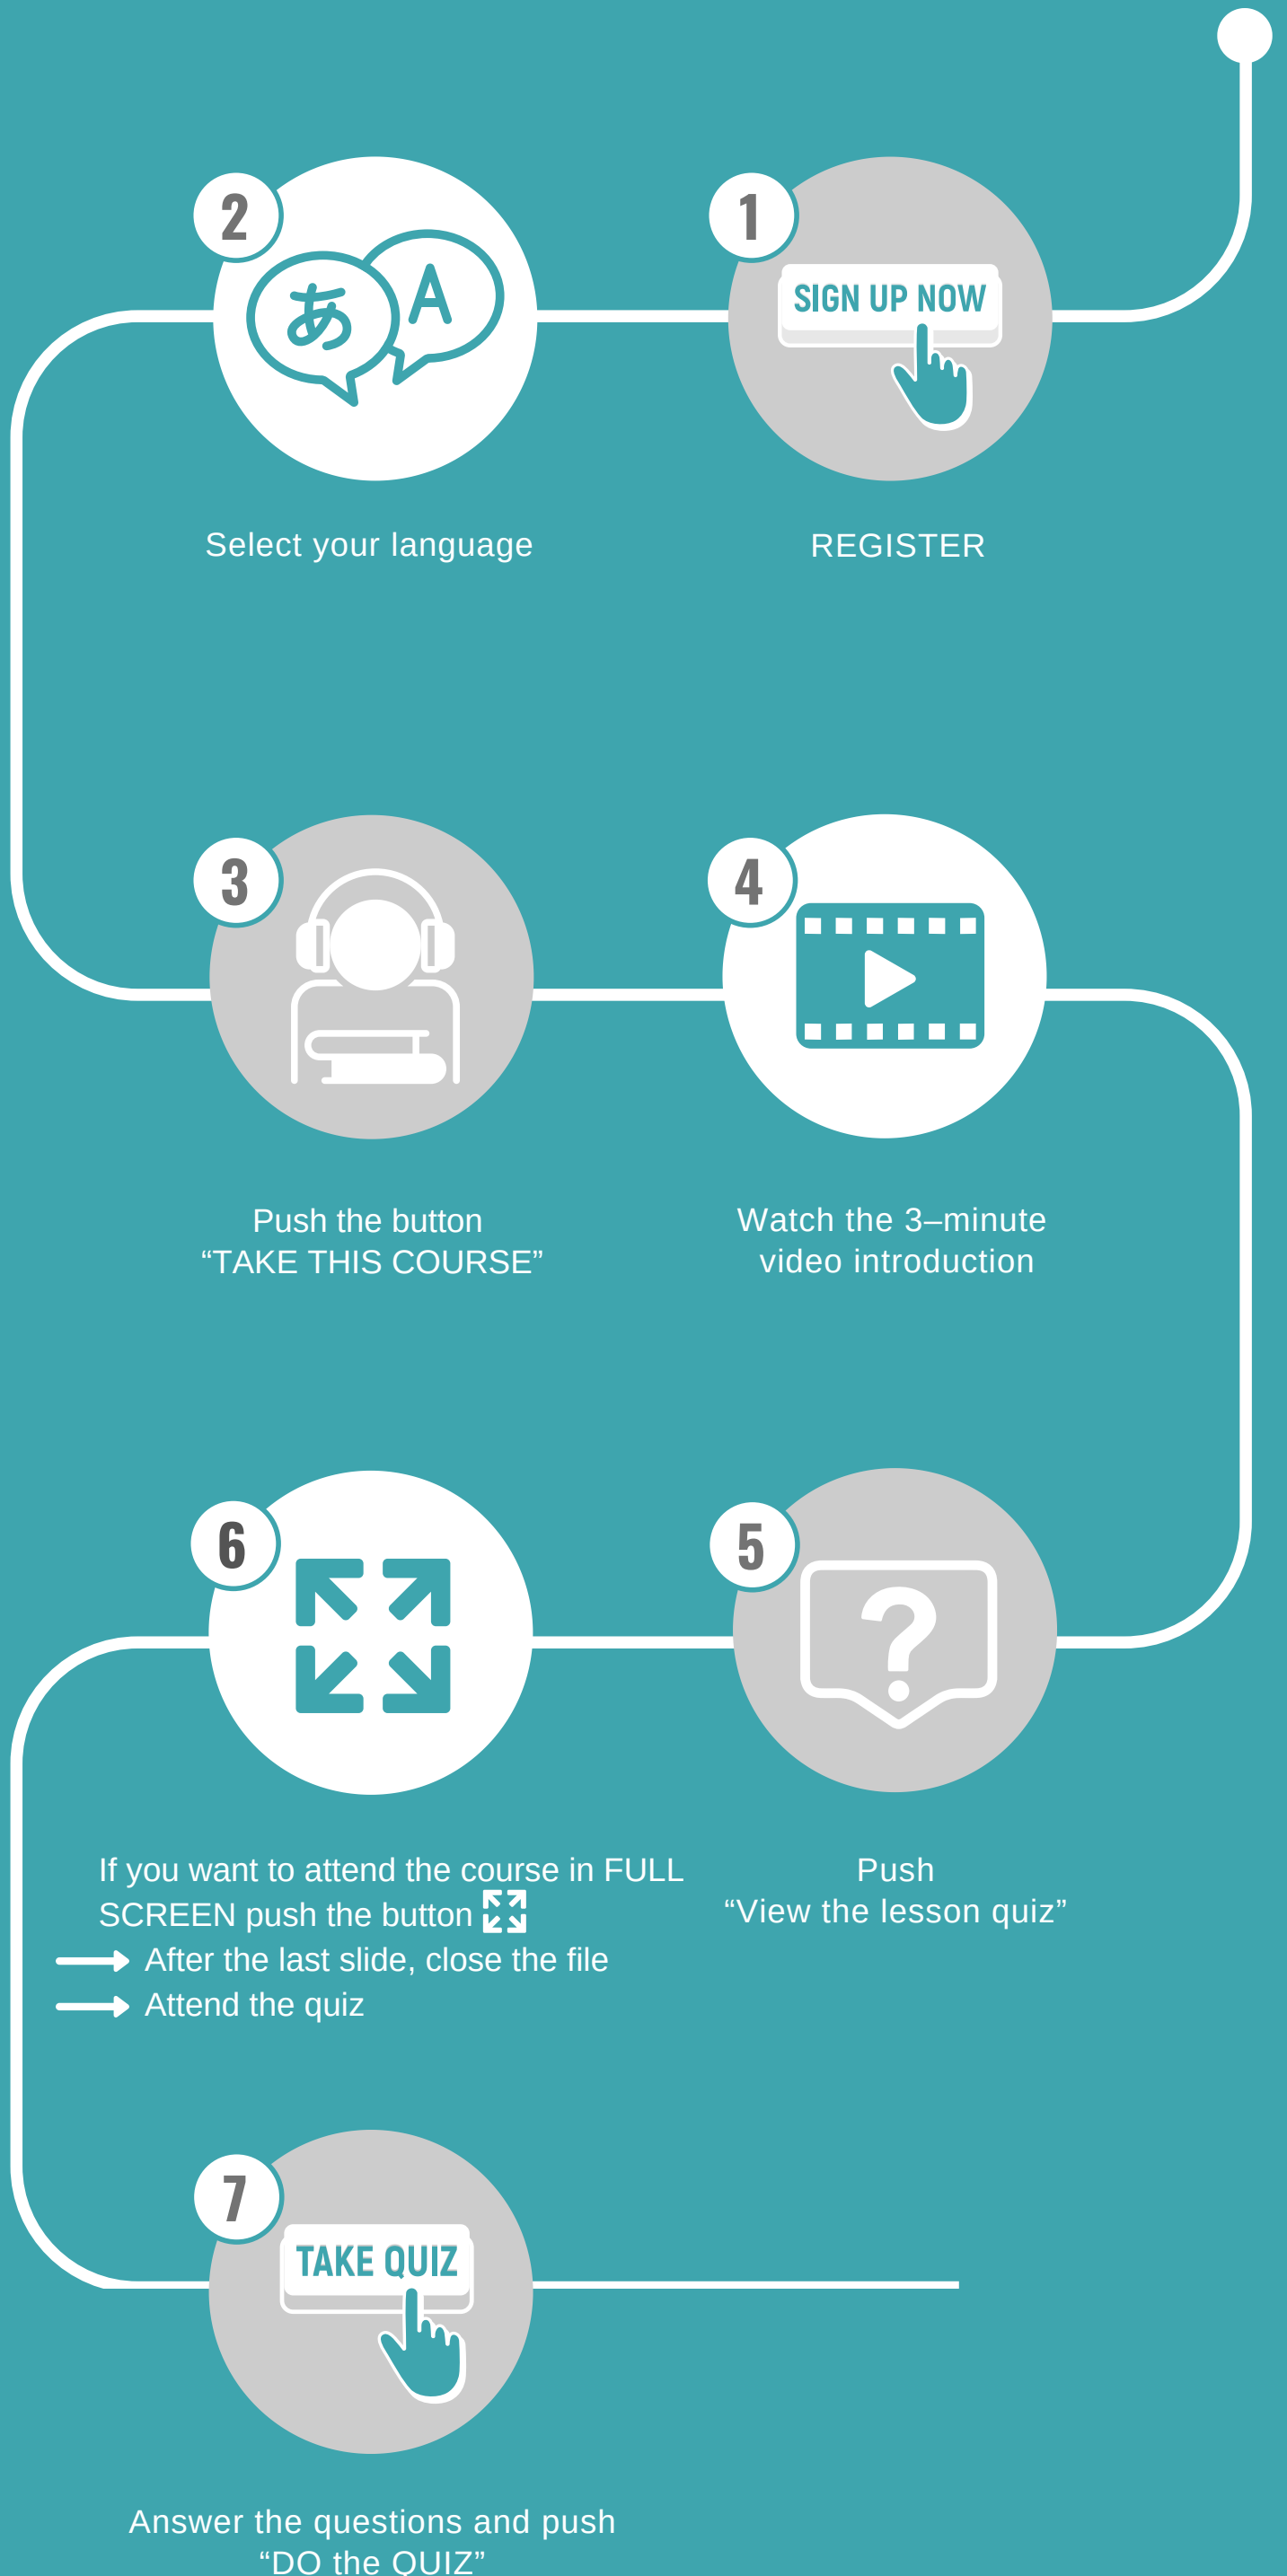 1
SIGN UP NOW
REGISTER
2
あ A
Select your language
3
Push the button
“TAKE THIS COURSE”
4
Watch the 3–minute
video introduction
5
?
Push
“View the lesson quiz”
6
If you want to attend the course in FULL
SCREEN push the button
After the last slide, close the file
Attend the quiz
7
TAKE QUIZ
Answer the questions and push
“DO the QUIZ”